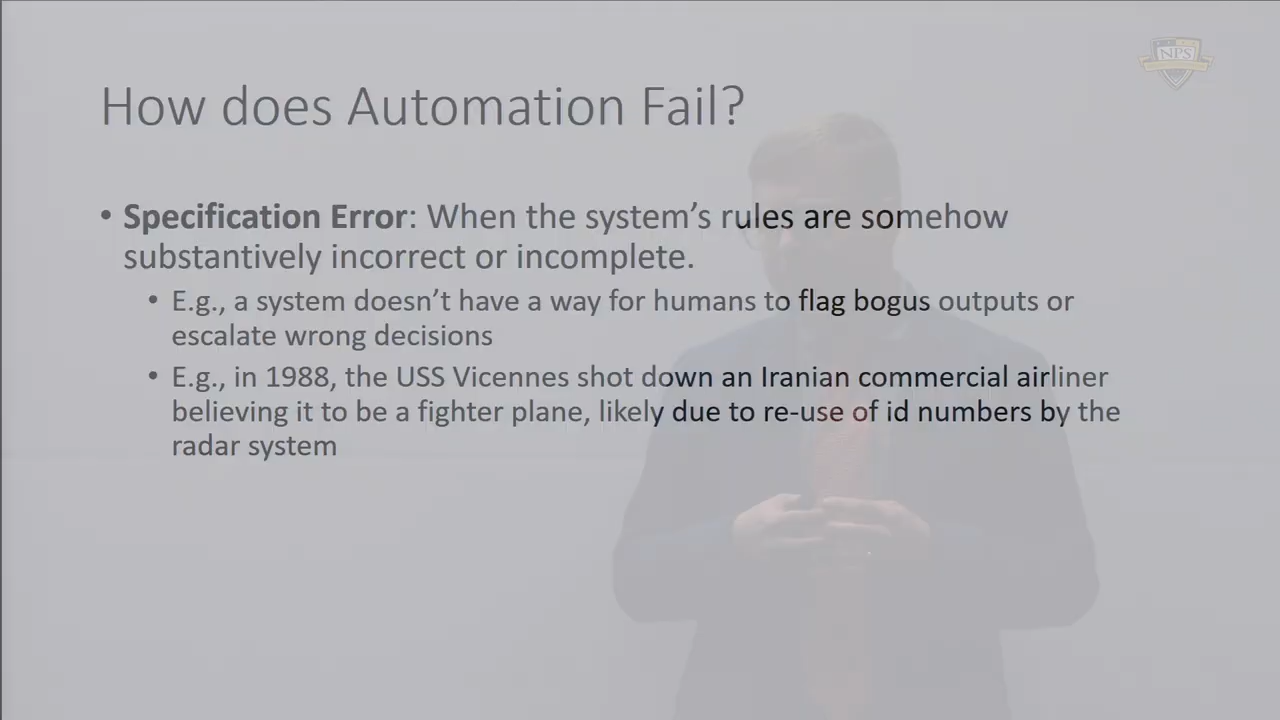 NPS
How does Automation Fail?
• Specification Error: When the system's rules are somehow
substantively incorrect or incomplete.
• E.g., a system doesn't have a way for humans to flag bogus outputs or
escalate wrong decisions
• E.g., in 1988, the USS Vicennes shot down an Iranian commercial airliner
believing it to be a fighter plane, likely due to re-use of id numbers by the
radar system